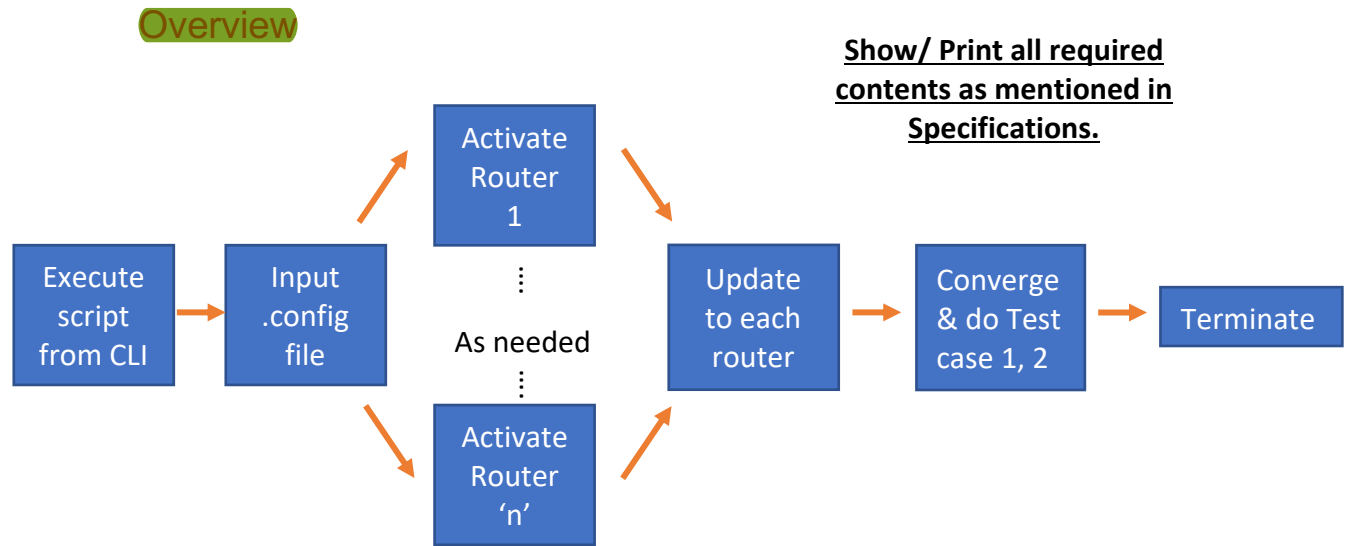 Overview
Show/ Print all required
contents as mentioned in
Specifications.
Execute
script
from CLI
Input
.config
file
Activate
Router
1
As needed
Activate
Router
‘n’
Update
to each
router
Converge
& do Test
case 1, 2
Terminate